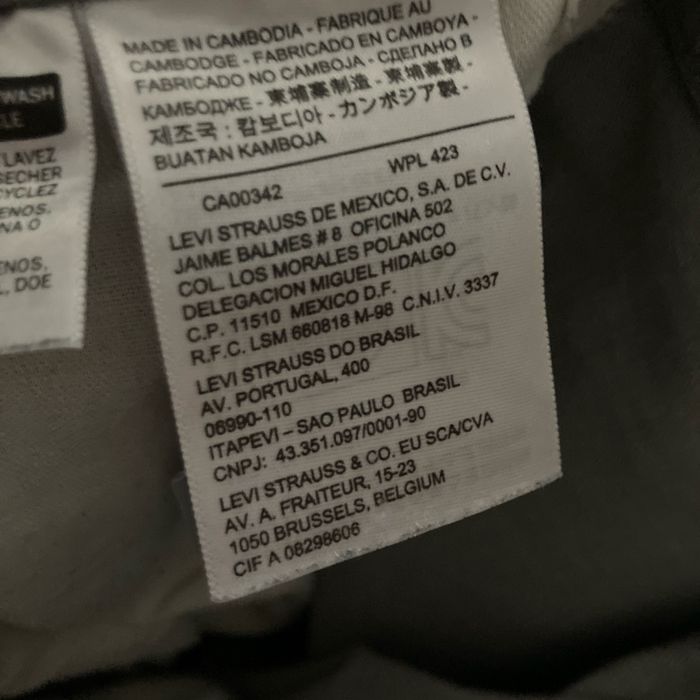 WASH
LAVEZ
SECHER
NA O
DOE
MADE IN CAMBODIA - FABRIQUE AU
CAMBODGE - FABRICADO EN CAMBOYA -
FABRICADO NO CAMBOJA - СДЕЛАНО В
КАМБОДЖЕ - 東埔寨制造 - 東埔寨製 -
제조국 : 캄보디아 - カンボジア製 -
BUATAN KAMBOJA
CA00342 WPL 423
LEVI STRAUSS DE MEXICO, S.A. DE C.V.
JAIME BALMES # 8 OFICINA 502
COL. LOS MORALES POLANCO
DELEGACION MIGUEL HIDALGO
C.P. 11510 MEXICO D.F.
R.F.C. LSM 660818 M-98 C.N.I.V. 3337
LEVI STRAUSS DO BRASIL
AV. PORTUGAL, 400
06990-110
ITAPEVI – SAO PAULO BRASIL
CNPJ: 43.351.097/0001-90
LEVI STRAUSS & CO. EU SCA/CVA
AV. A. FRAITEUR, 15-23
1050 BRUSSELS, BELGIUM
CIF A 08298606